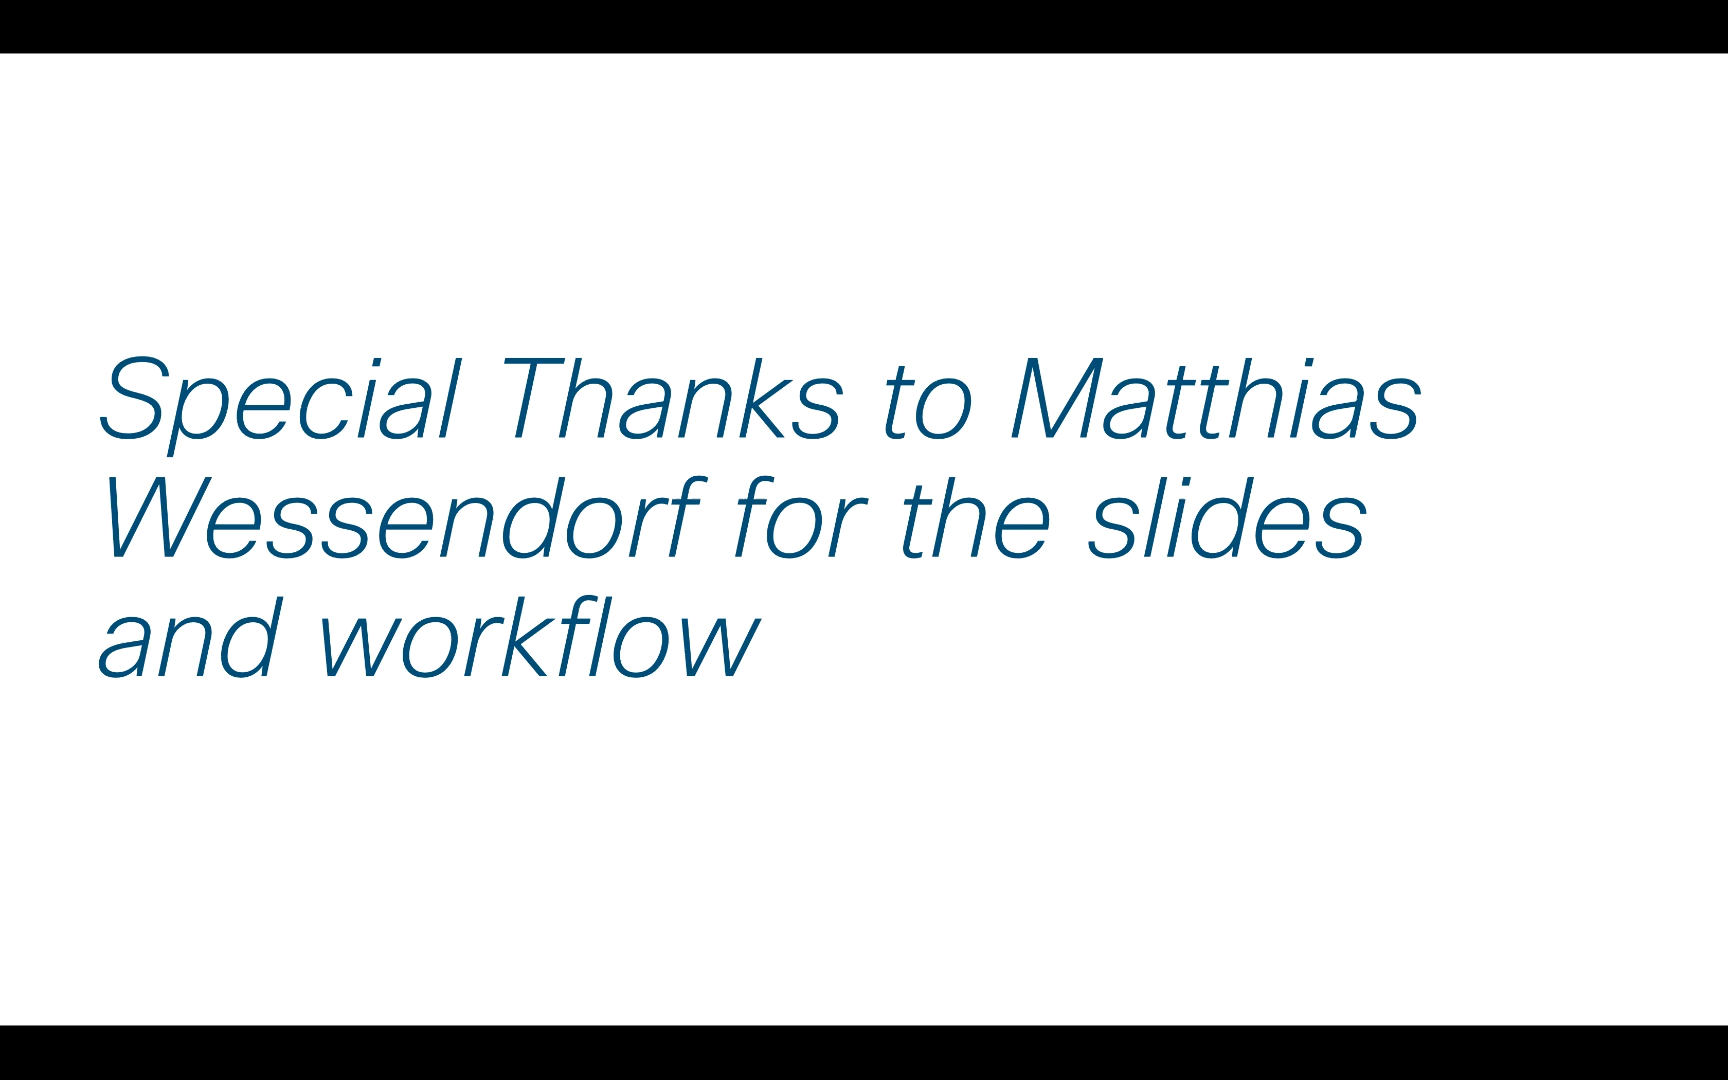 Special Thanks to Matthias
Wessendorf for the slides
and workflow